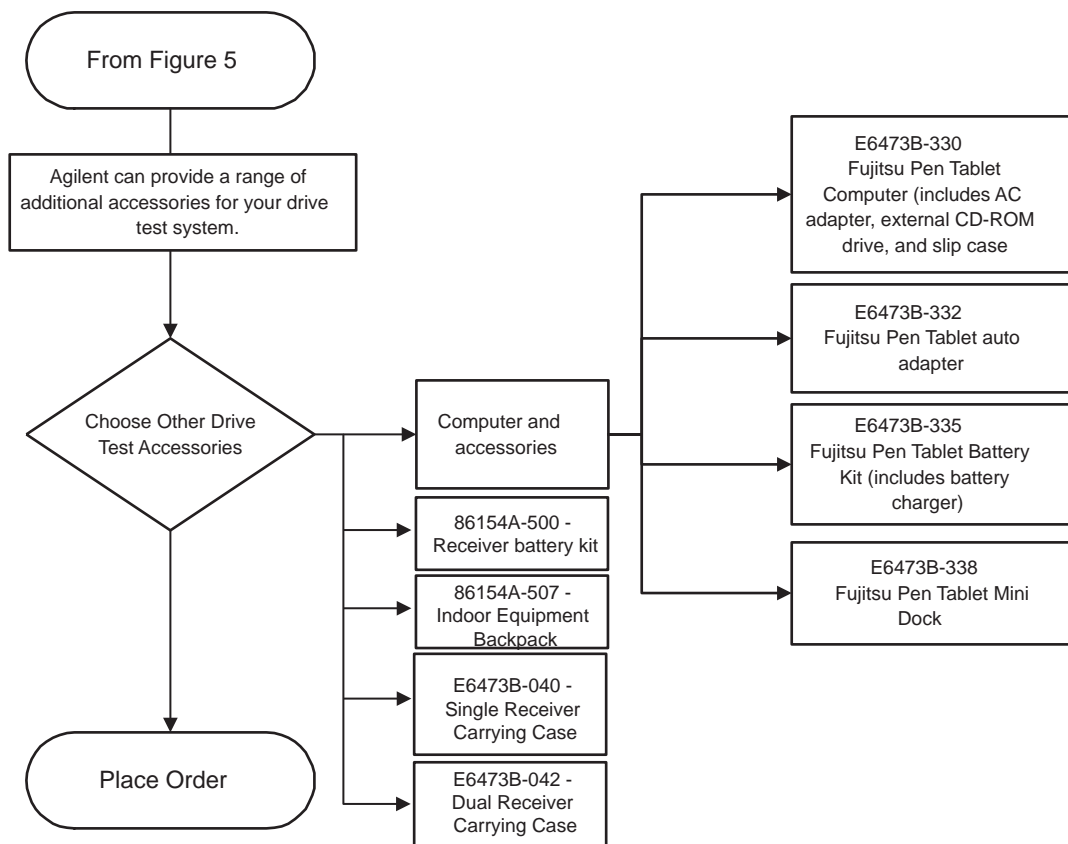 From Figure 5
Agilent can provide a range of
additional accessories for your drive
test system.
Choose Other Drive
Test Accessories
Place Order
Computer and
accessories
86154A-500 -
Receiver battery kit
86154A-507 -
Indoor Equipment
Backpack
E6473B-040 -
Single Receiver
Carrying Case
E6473B-042 -
Dual Receiver
Carrying Case
E6473B-330
Fujitsu Pen Tablet
Computer (includes AC
adapter, external CD-ROM
drive, and slip case
E6473B-332
Fujitsu Pen Tablet auto
adapter
E6473B-335
Fujitsu Pen Tablet Battery
Kit (includes battery
charger)
E6473B-338
Fujitsu Pen Tablet Mini
Dock